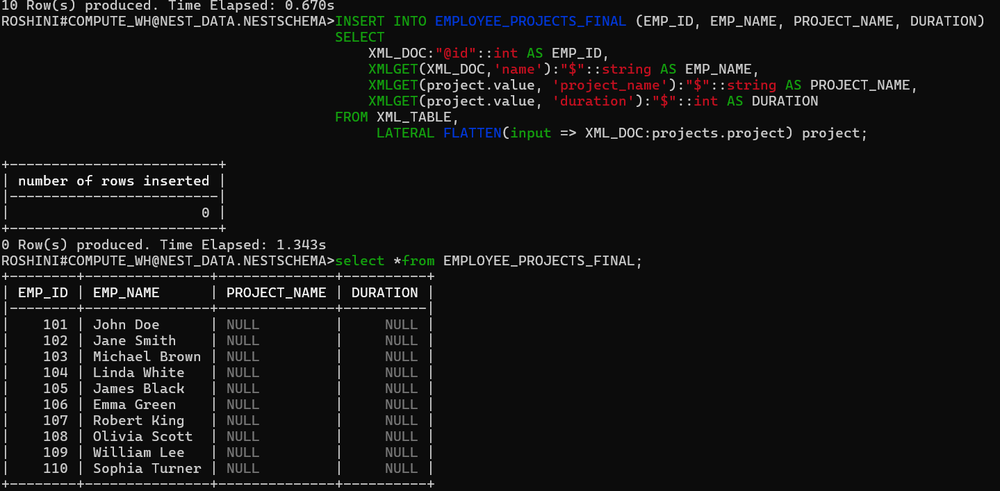 10 Row(s) produced. Time Elapsed: 0.670s
ROSHINI#COMPUTE_WH@NEST_DATA.NESTSCHEMA>INSERT INTO EMPLOYEE_PROJECTS_FINAL (EMP_ID, EMP_NAME, PROJECT_NAME, DURATION)
SELECT
XML_DOC:"@id"::int AS EMP_ID,
XMLGET(XML_DOC,'name'):"$"::string AS EMP_NAME,
XMLGET(project.value, 'project_name'):"$"::string AS PROJECT_NAME,
XMLGET(project.value, 'duration'):"$"::int AS DURATION
FROM XML_TABLE,
LATERAL FLATTEN(input => XML_DOC:projects.project) project;
+-------------------------+
| number of rows inserted |
|-------------------------|
|                       0 |
+-------------------------+
0 Row(s) produced. Time Elapsed: 1.343s
ROSHINI#COMPUTE_WH@NEST_DATA.NESTSCHEMA>select *from EMPLOYEE_PROJECTS_FINAL;
+--------+---------------+--------------+----------+
| EMP_ID | EMP_NAME      | PROJECT_NAME | DURATION |
|--------+---------------+--------------+----------|
|    101 | John Doe      | NULL         |     NULL |
|    102 | Jane Smith    | NULL         |     NULL |
|    103 | Michael Brown | NULL         |     NULL |
|    104 | Linda White   | NULL         |     NULL |
|    105 | James Black   | NULL         |     NULL |
|    106 | Emma Green    | NULL         |     NULL |
|    107 | Robert King   | NULL         |     NULL |
|    108 | Olivia Scott  | NULL         |     NULL |
|    109 | William Lee   | NULL         |     NULL |
|    110 | Sophia Turner | NULL         |     NULL |
+--------+---------------+--------------+----------+